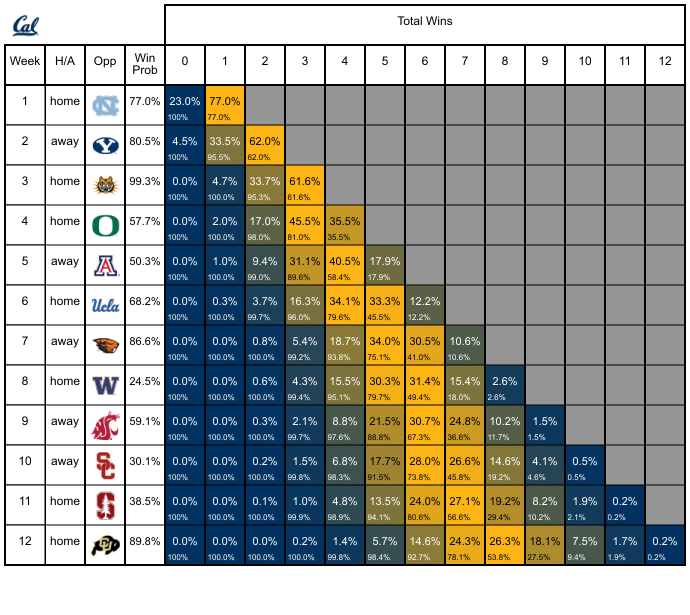 Cal
Total Wins
Week H/A Opp Win Prob 0 1 2 3 4 5 6 7 8 9 10 11 12
1 home 77.0% 23.0% 77.0%
100% 77.0%
2 away Y 80.5% 4.5% 33.5% 62.0%
100% 95.5% 62.0%
3 home 99.3% 0.0% 4.7% 33.7% 61.6%
100% 100.0% 95.3% 61.6%
4 home O 57.7% 0.0% 2.0% 17.0% 45.5% 35.5%
100% 100.0% 98.0% 81.0% 35.5%
5 away A 50.3% 0.0% 1.0% 9.4% 31.1% 40.5% 17.9%
100% 100.0% 99.0% 89.6% 58.4% 17.9%
6 home Ucla 68.2% 0.0% 0.3% 3.7% 16.3% 34.1% 33.3% 12.2%
100% 100.0% 99.7% 96.0% 79.6% 45.5% 12.2%
7 away 86.6% 0.0% 0.0% 0.8% 5.4% 18.7% 34.0% 30.5% 10.6%
100% 100.0% 100.0% 99.2% 93.8% 75.1% 41.0% 10.6%
8 home W 24.5% 0.0% 0.0% 0.6% 4.3% 15.5% 30.3% 31.4% 15.4% 2.6%
100% 100.0% 100.0% 99.4% 95.1% 79.7% 49.4% 18.0% 2.6%
9 away 59.1% 0.0% 0.0% 0.3% 2.1% 8.8% 21.5% 30.7% 24.8% 10.2% 1.5%
100% 100.0% 100.0% 99.7% 97.6% 88.8% 67.3% 36.6% 11.7% 1.5%
10 away SC 30.1% 0.0% 0.0% 0.2% 1.5% 6.8% 17.7% 28.0% 26.6% 14.6% 4.1% 0.5%
100% 100.0% 100.0% 99.8% 98.3% 91.5% 73.8% 45.8% 19.2% 4.6% 0.5%
11 home S 38.5% 0.0% 0.0% 0.1% 1.0% 4.8% 13.5% 24.0% 27.1% 19.2% 8.2% 1.9% 0.2%
100% 100.0% 100.0% 99.9% 98.9% 94.1% 80.6% 56.6% 29.4% 10.2% 2.1% 0.2%
12 home CU 89.8% 0.0% 0.0% 0.0% 0.2% 1.4% 5.7% 14.6% 24.3% 26.3% 18.1% 7.5% 1.7% 0.2%
100% 100.0% 100.0% 100.0% 99.8% 98.4% 92.7% 78.1% 53.8% 27.5% 9.4% 1.9% 0.2%